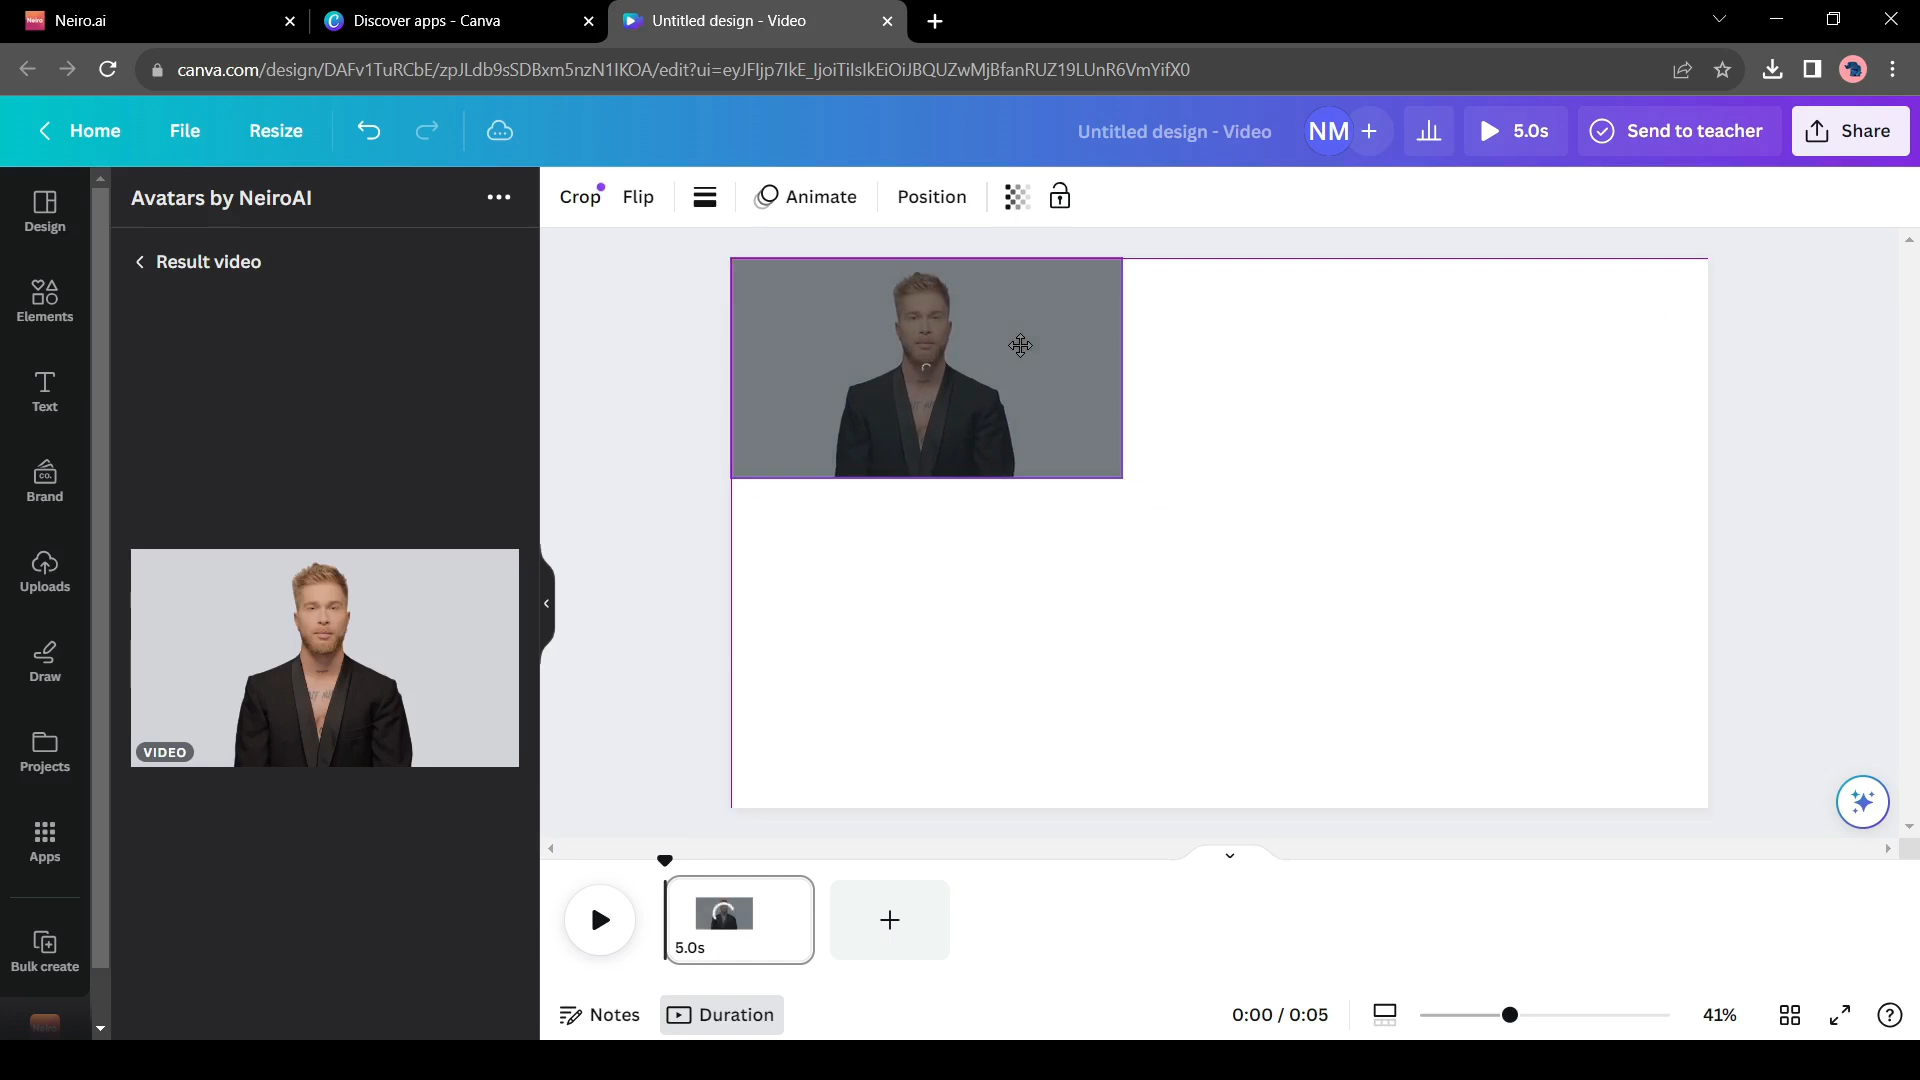 Neiro.ai
Discover apps - Canva
Untitled design - Video
canva.com/design/DAFv1TuRCbE/zpJLdb9sSDBxm5nzN1IKOA/edit?ui=eyJFIjp7IkE_IjoiTilsIkEiOiJBQUZwMjBfanRUZ19LUnR6VmYifX0
Home
File
Resize
Untitled design - Video
NM
5.0s
Send to teacher
Share
Design
Elements
Text
Brand
Uploads
Draw
Projects
Apps
Bulk create
Avatars by NeiroAI
Result video
VIDEO
Crop
Flip
Animate
Position
5.0s
Notes
Duration
0:00 / 0:05
41%